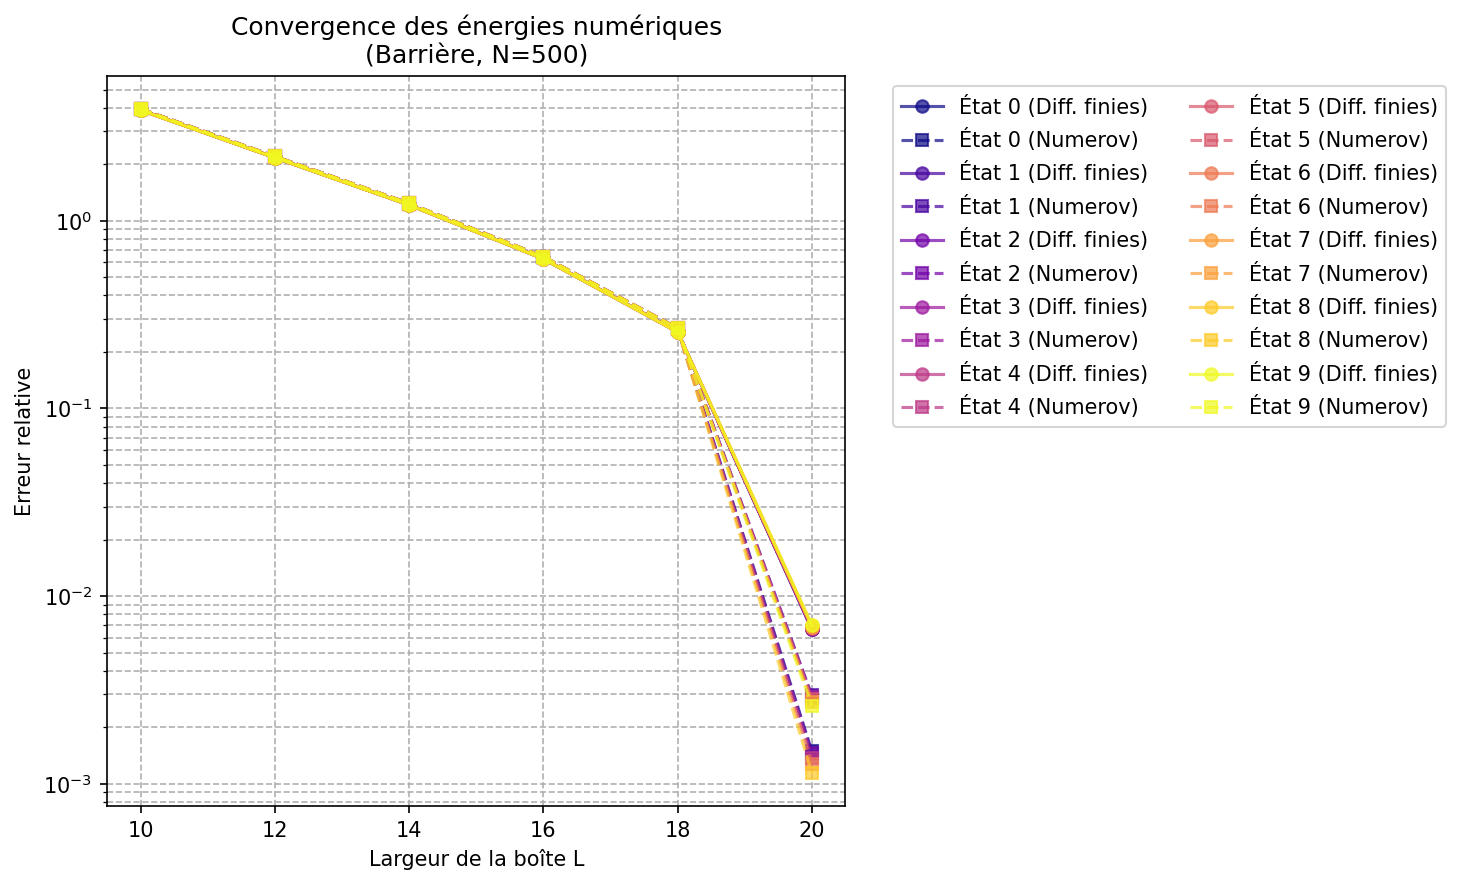 Convergence des énergies numériques
(Barrière, N=500)
Erreur relative
10⁰
10⁻¹
10⁻²
10⁻³
10 12 14 16 18 20
Largeur de la boîte L
État 0 (Diff. finies)
État 0 (Numerov)
État 1 (Diff. finies)
État 1 (Numerov)
État 2 (Diff. finies)
État 2 (Numerov)
État 3 (Diff. finies)
État 3 (Numerov)
État 4 (Diff. finies)
État 4 (Numerov)
État 5 (Diff. finies)
État 5 (Numerov)
État 6 (Diff. finies)
État 6 (Numerov)
État 7 (Diff. finies)
État 7 (Numerov)
État 8 (Diff. finies)
État 8 (Numerov)
État 9 (Diff. finies)
État 9 (Numerov)